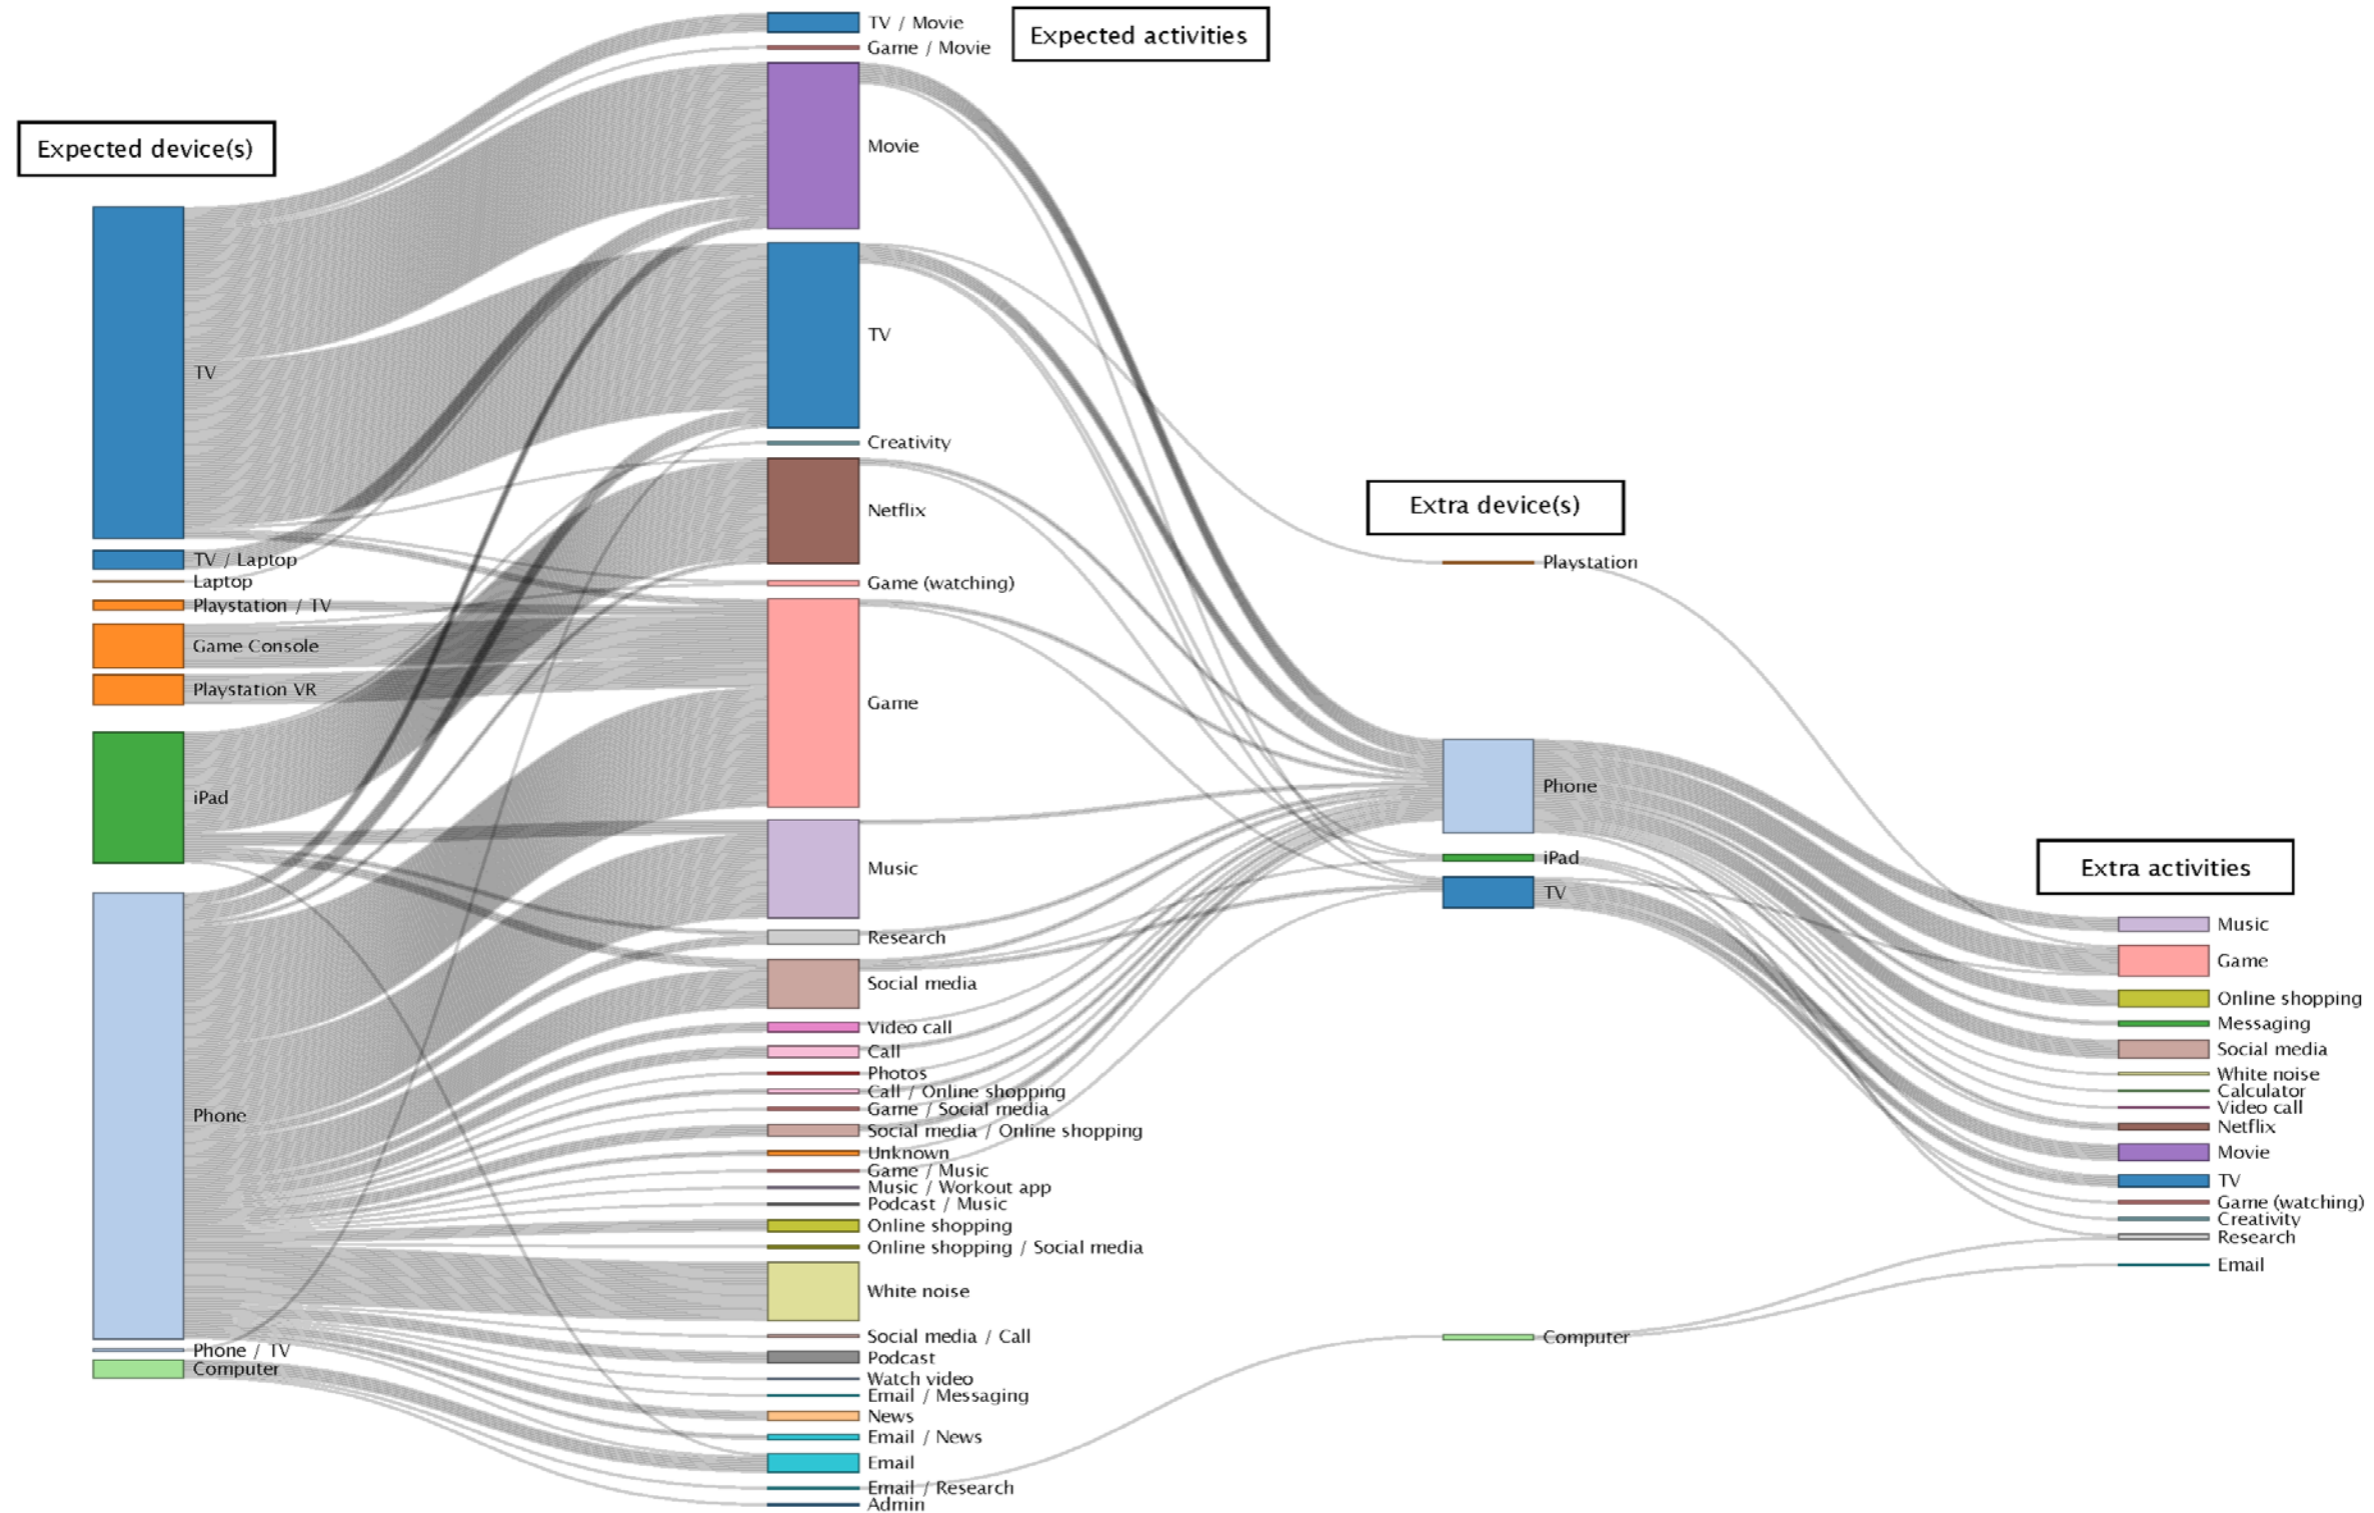 Expected device(s)
TV
TV / Laptop
Laptop
Playstation / TV
Game Console
Playstation VR
iPad
Phone
Phone / TV
Computer
Expected activities
TV / Movie
Game / Movie
Movie
TV
Creativity
Netflix
Game (watching)
Game
Music
Research
Social media
Video call
Call
Photos
Call / Online shopping
Game / Social media
Social media / Online shopping
Unknown
Game / Music
Music / Workout app
Podcast / Music
Online shopping
Online shopping / Social media
White noise
Social media / Call
Podcast
Watch video
Email / Messaging
News
Email / News
Email
Email / Research
Admin
Extra device(s)
Playstation
Phone
iPad
TV
Computer
Extra activities
Music
Game
Online shopping
Messaging
Social media
White noise
Calculator
Video call
Netflix
Movie
TV
Game (watching)
Creativity
Research
Email